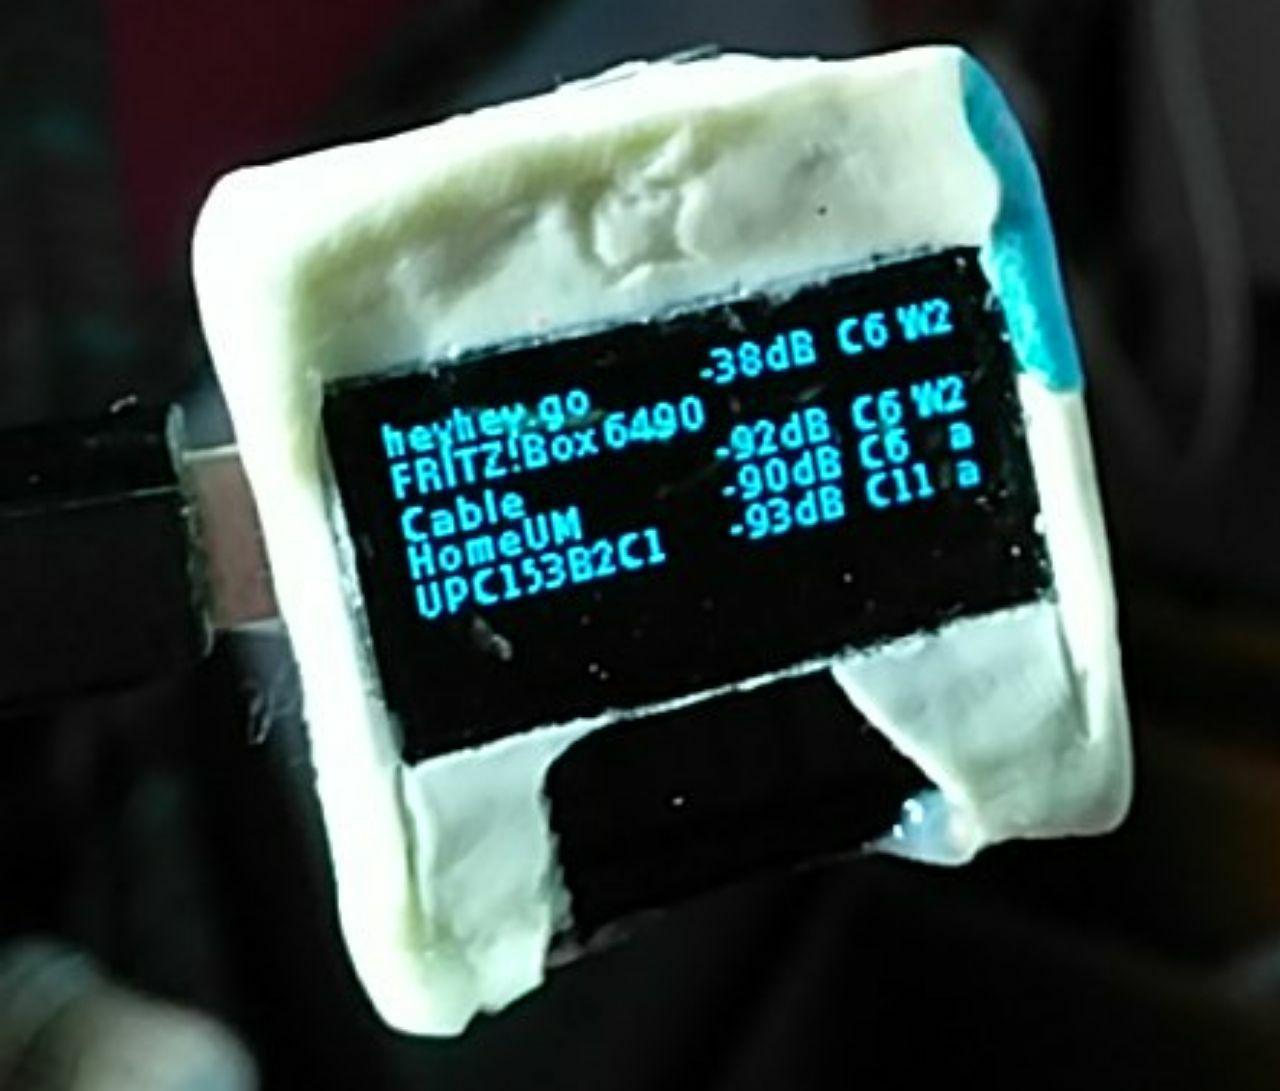 heyhey.go -38dB C6 W2
FRITZ!Box 6490
Cable -92dB C6 W2
HomeUM -90dB C6 a
UPC153B2C1 -93dB C11 a